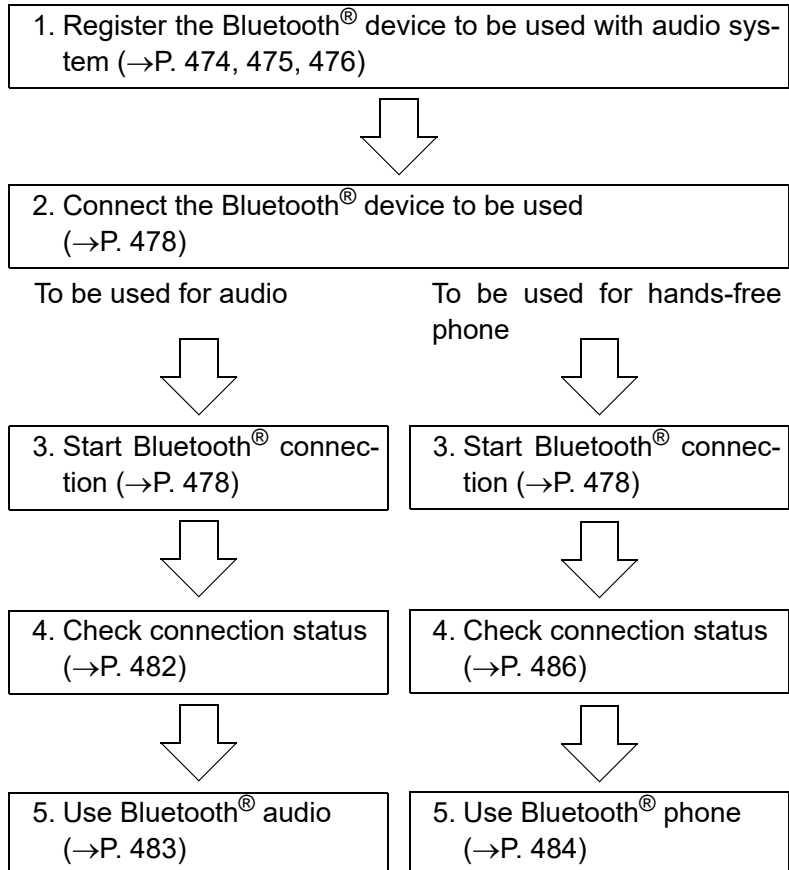 1. Register the Bluetooth® device to be used with audio sys-
tem (→P. 474, 475, 476)
2. Connect the Bluetooth® device to be used
(→P. 478)
To be used for audio
To be used for hands-free
phone
3. Start Bluetooth® connec-
tion (→P. 478)
3. Start Bluetooth® connec-
tion (→P. 478)
4. Check connection status
(→P. 482)
4. Check connection status
(→P. 486)
5. Use Bluetooth® audio
(→P. 483)
5. Use Bluetooth® phone
(→P. 484)